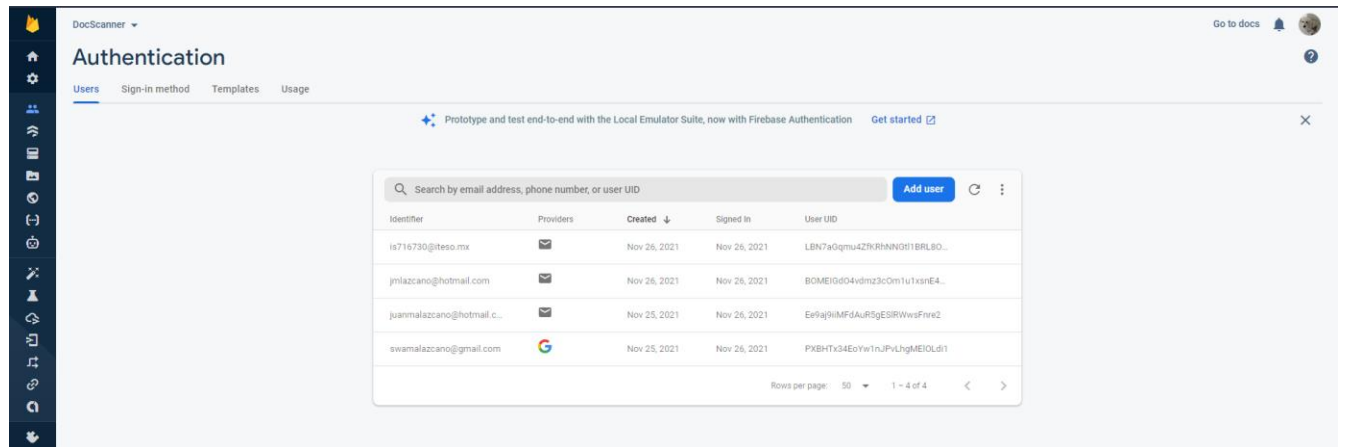 DocScanner
Go to docs
Authentication
Users Sign-in method Templates Usage
Prototype and test end-to-end with the Local Emulator Suite, now with Firebase Authentication Get started
Search by email address, phone number, or user UID Add user
Identifier Providers Created Signed In User UID
is716730@iteso.mx Nov 26, 2021 Nov 26, 2021
jmlazcano@hotmail.com Nov 26, 2021 Nov 26, 2021
juanmalazcano@hotmail.c... Nov 25, 2021 Nov 26, 2021
swamalazcano@gmail.com Nov 25, 2021 Nov 26, 2021
Rows per page: 50 1 – 4 of 4